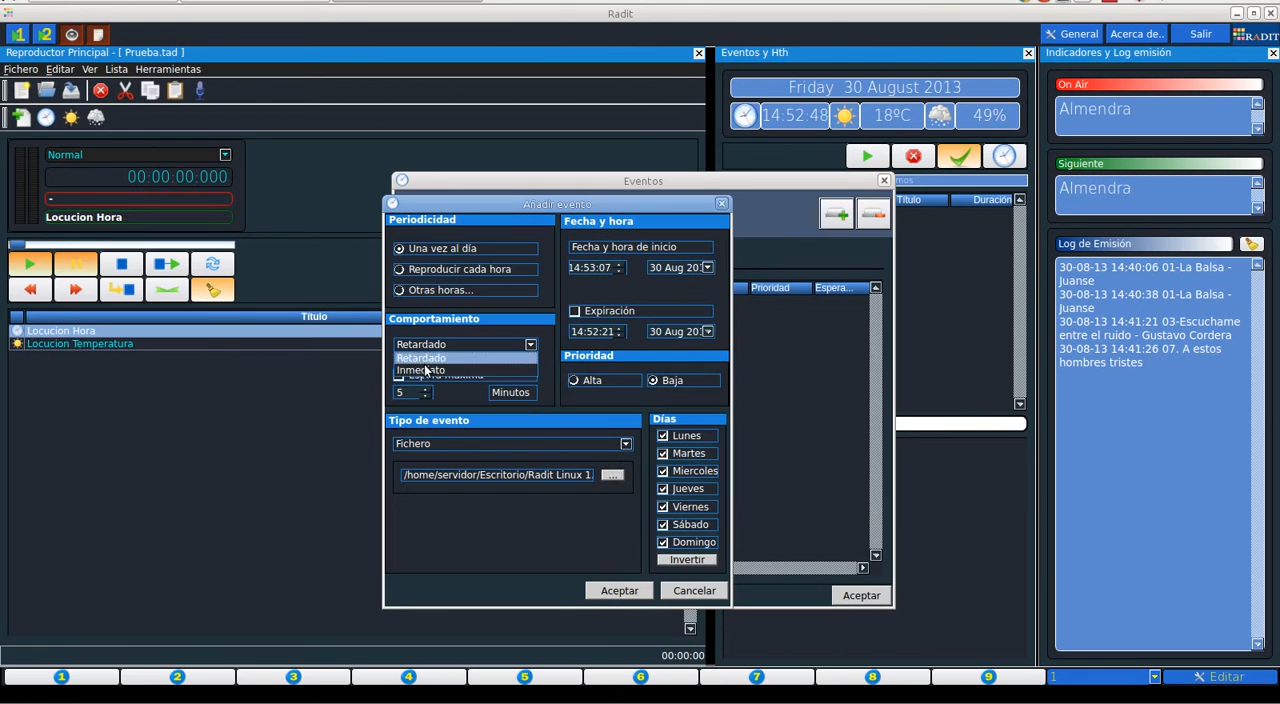 Radit
1
2
General
Acerca de..
Salir
RADIT
Reproductor Principal - [ Prueba.tad ]
Fichero Editar Ver Lista Herramientas
Normal
00:00:00:000
-
Locucion Hora
Título
Locucion Hora
Locucion Temperatura
00:00:00
Eventos y Hth
Friday 30 August 2013
14:52:48
18ºC
49%
Título
Duración
Eventos
Prioridad
Espera...
Aceptar
Añadir evento
Periodicidad
Una vez al día
Reproducir cada hora
Otras horas...
Comportamiento
Retardado
Retardado
Inmediato
5
Minutos
Fecha y hora
Fecha y hora de inicio
14:53:07
30 Aug 201
Expiración
14:52:21
30 Aug 201
Prioridad
Alta
Baja
Tipo de evento
Fichero
/home/servidor/Escritorio/Radit Linux 1.
...
Días
Lunes
Martes
Miercoles
Jueves
Viernes
Sábado
Domingo
Invertir
Aceptar
Cancelar
Indicadores y Log emisión
On Air
Almendra
Siguiente
Almendra
Log de Emisión
30-08-13 14:40:06 01-La Balsa -
Juanse
30-08-13 14:40:38 01-La Balsa -
Juanse
30-08-13 14:41:21 03-Escuchame
entre el ruido - Gustavo Cordera
30-08-13 14:41:26 07. A estos
hombres tristes
1
2
3
4
5
6
7
8
9
1
Editar